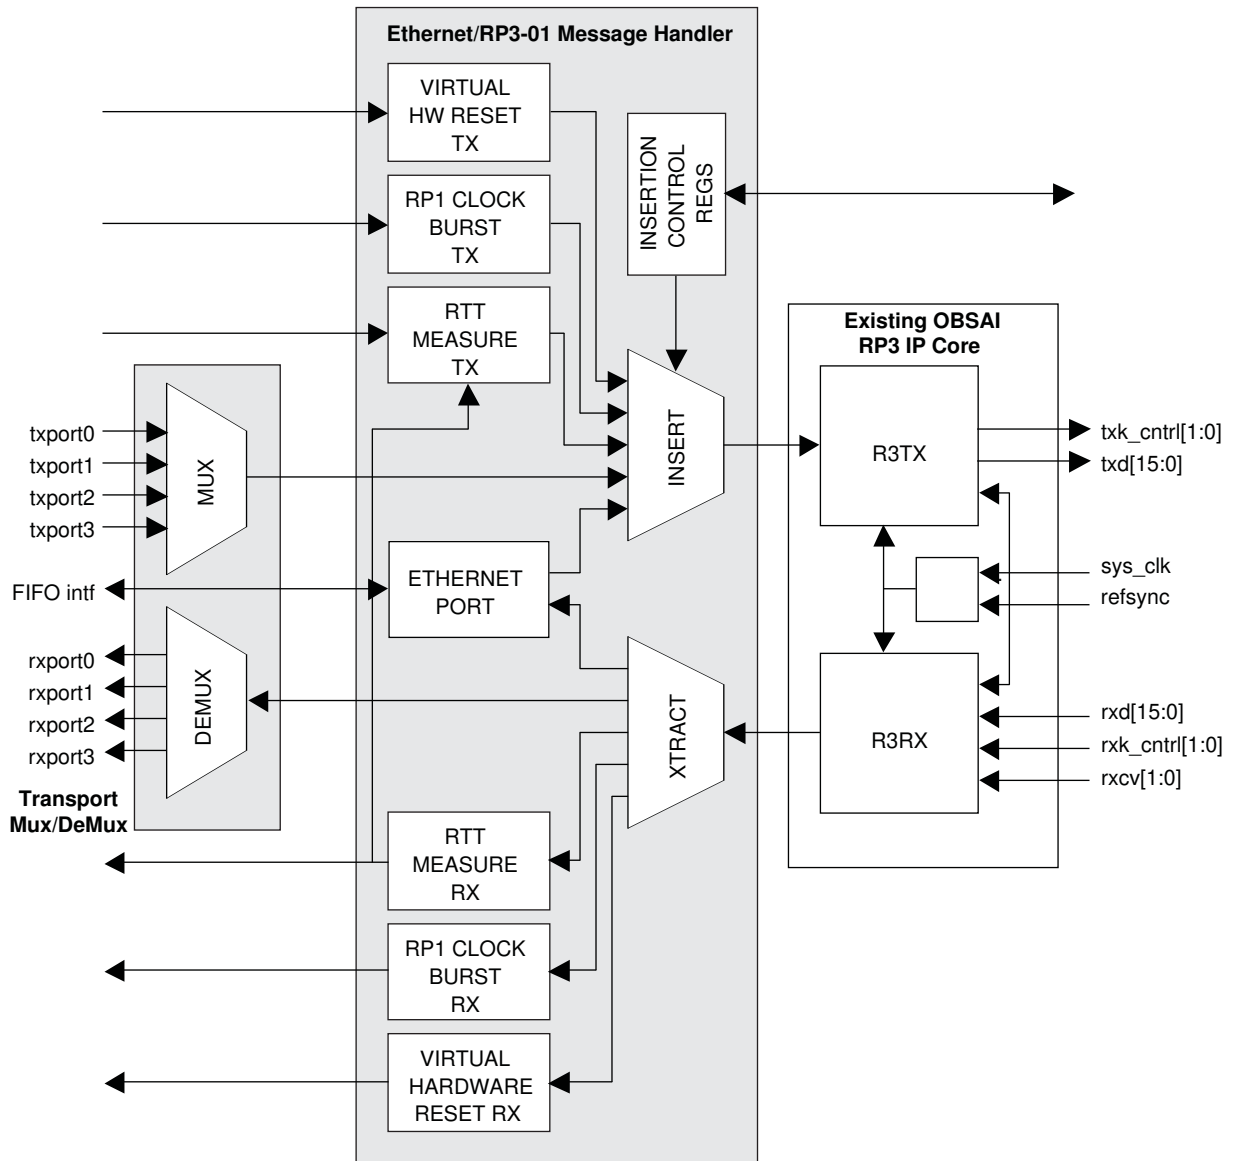 Ethernet/RP3-01 Message Handler
VIRTUAL
HW RESET
TX
RP1 CLOCK
BURST
TX
RTT
MEASURE
TX
INSERTION
CONTROL
REGS
Existing OBSAI
RP3 IP Core
txport0
txport1
txport2
txport3
MUX
INSERT
R3TX
txk_cntrl[1:0]
txd[15:0]
FIFO intf
ETHERNET
PORT
sys_clk
refsync
rxport0
rxport1
rxport2
rxport3
DEMUX
XTRACT
R3RX
rxd[15:0]
rxk_cntrl[1:0]
rxcv[1:0]
Transport
Mux/DeMux
RTT
MEASURE
RX
RP1 CLOCK
BURST
RX
VIRTUAL
HARDWARE
RESET RX